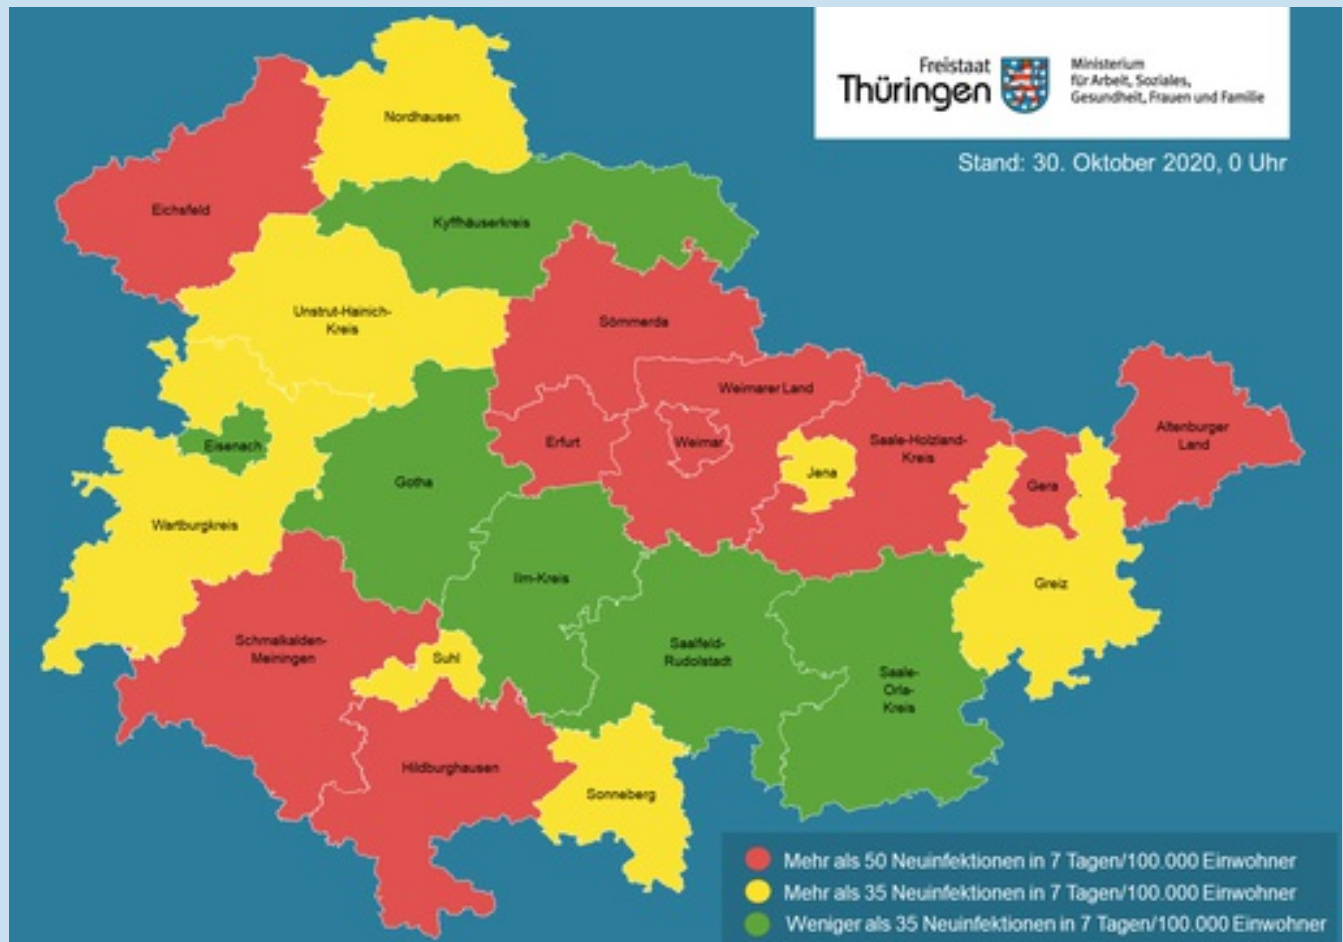 Freistaat
Thüringen
Ministerium
für Arbeit, Soziales,
Gesundheit, Frauen und Familie
Stand: 30. Oktober 2020, 0 Uhr
Nordhausen
Eichsfeld
Kyffhäuserkreis
Unstrut-Hainich-
Kreis
Sömmerda
Weimarer Land
Eisenach
Erfurt
Weimar
Saale-Holzland-
Kreis
Jena
Gera
Altenburger
Land
Gotha
Wartburgkreis
Ilm-Kreis
Greiz
Schmalkalden-
Meiningen
Suhl
Saalfeld-
Rudolstadt
Saale-
Orla-
Kreis
Hildburghausen
Sonneberg
Mehr als 50 Neuinfektionen in 7 Tagen/100.000 Einwohner
Mehr als 35 Neuinfektionen in 7 Tagen/100.000 Einwohner
Weniger als 35 Neuinfektionen in 7 Tagen/100.000 Einwohner